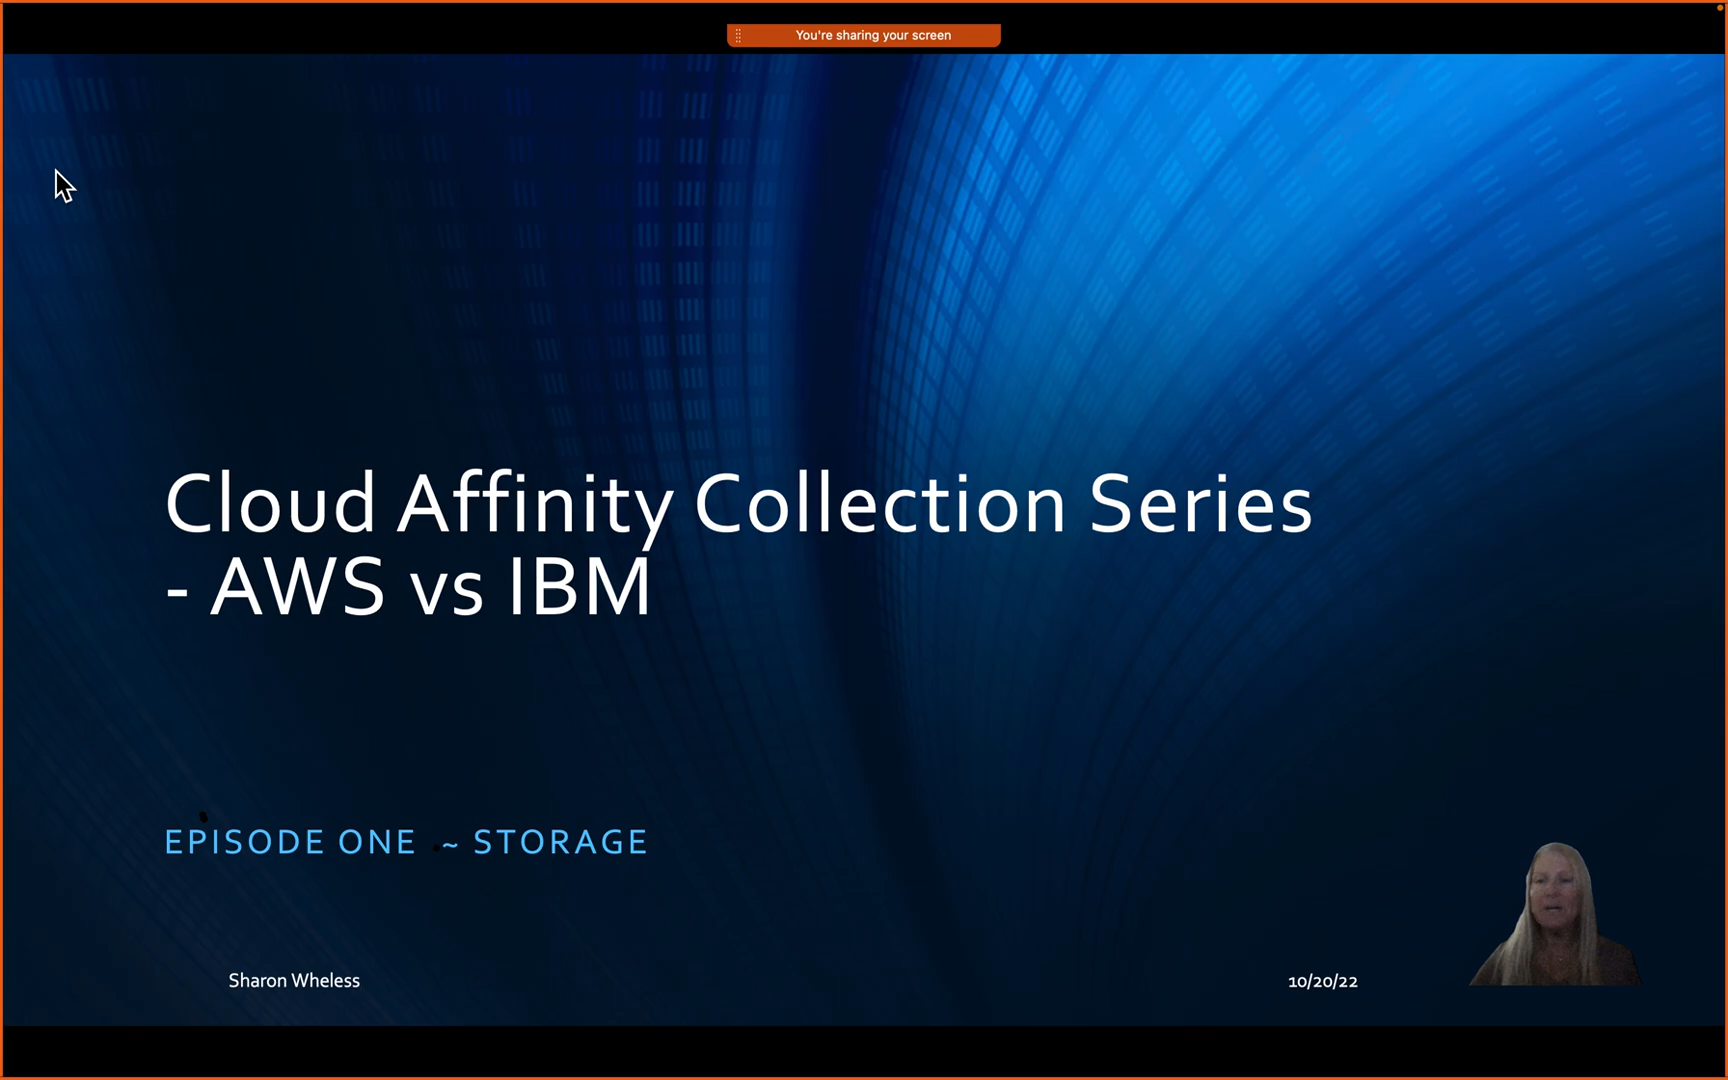 You're sharing your screen
Cloud Affinity Collection Series
- AWS vs IBM
EPISODE ONE ~ STORAGE
Sharon Wheless
10/20/22